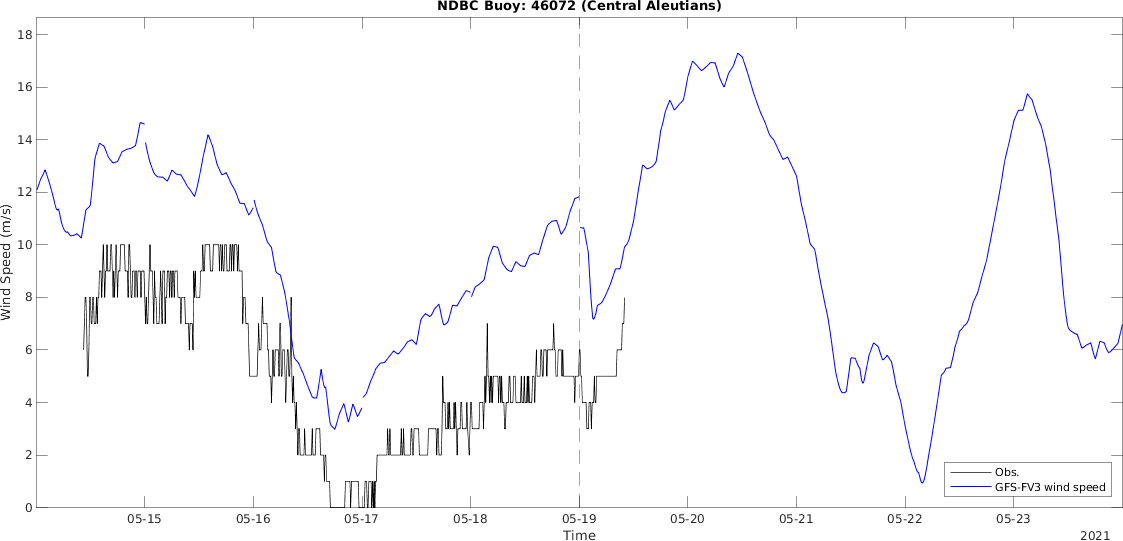 NDBC Buoy: 46072 (Central Aleutians)
Wind Speed (m/s)
18
16
14
12
10
8
6
4
2
0
Obs.
GFS-FV3 wind speed
05-15 05-16 05-17 05-18 05-19 05-20 05-21 05-22 05-23
Time
2021